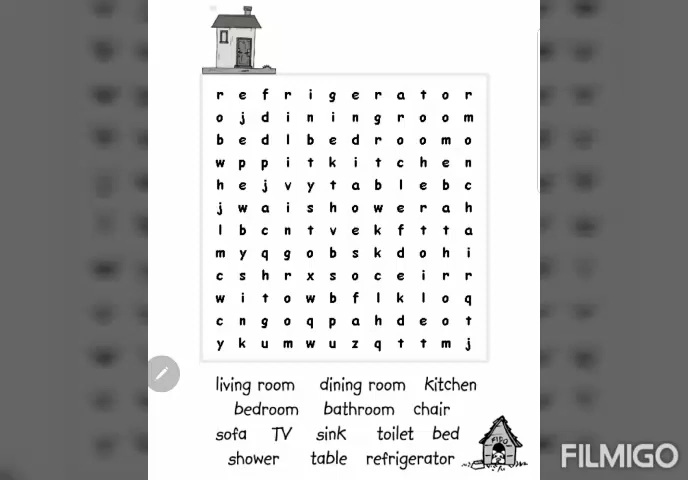 r e f r i g e r a t o r
o j d i n i n g r o o m
b e d l b e d r o o m o
w p p i t k i t c h e n
h e j v y t a b l e b c
j w a i s h o w e r a h
l b c n t v e k f t t a
m y q g o b s k d o h i
c s h r x s o c e i r r
w i t o w b f l k l o q
c n g o q p a h d e o t
y k u m w u z q t t m j
living room dining room kitchen
bedroom bathroom chair
sofa TV sink toilet bed
shower table refrigerator
FIDO
FILMIGO